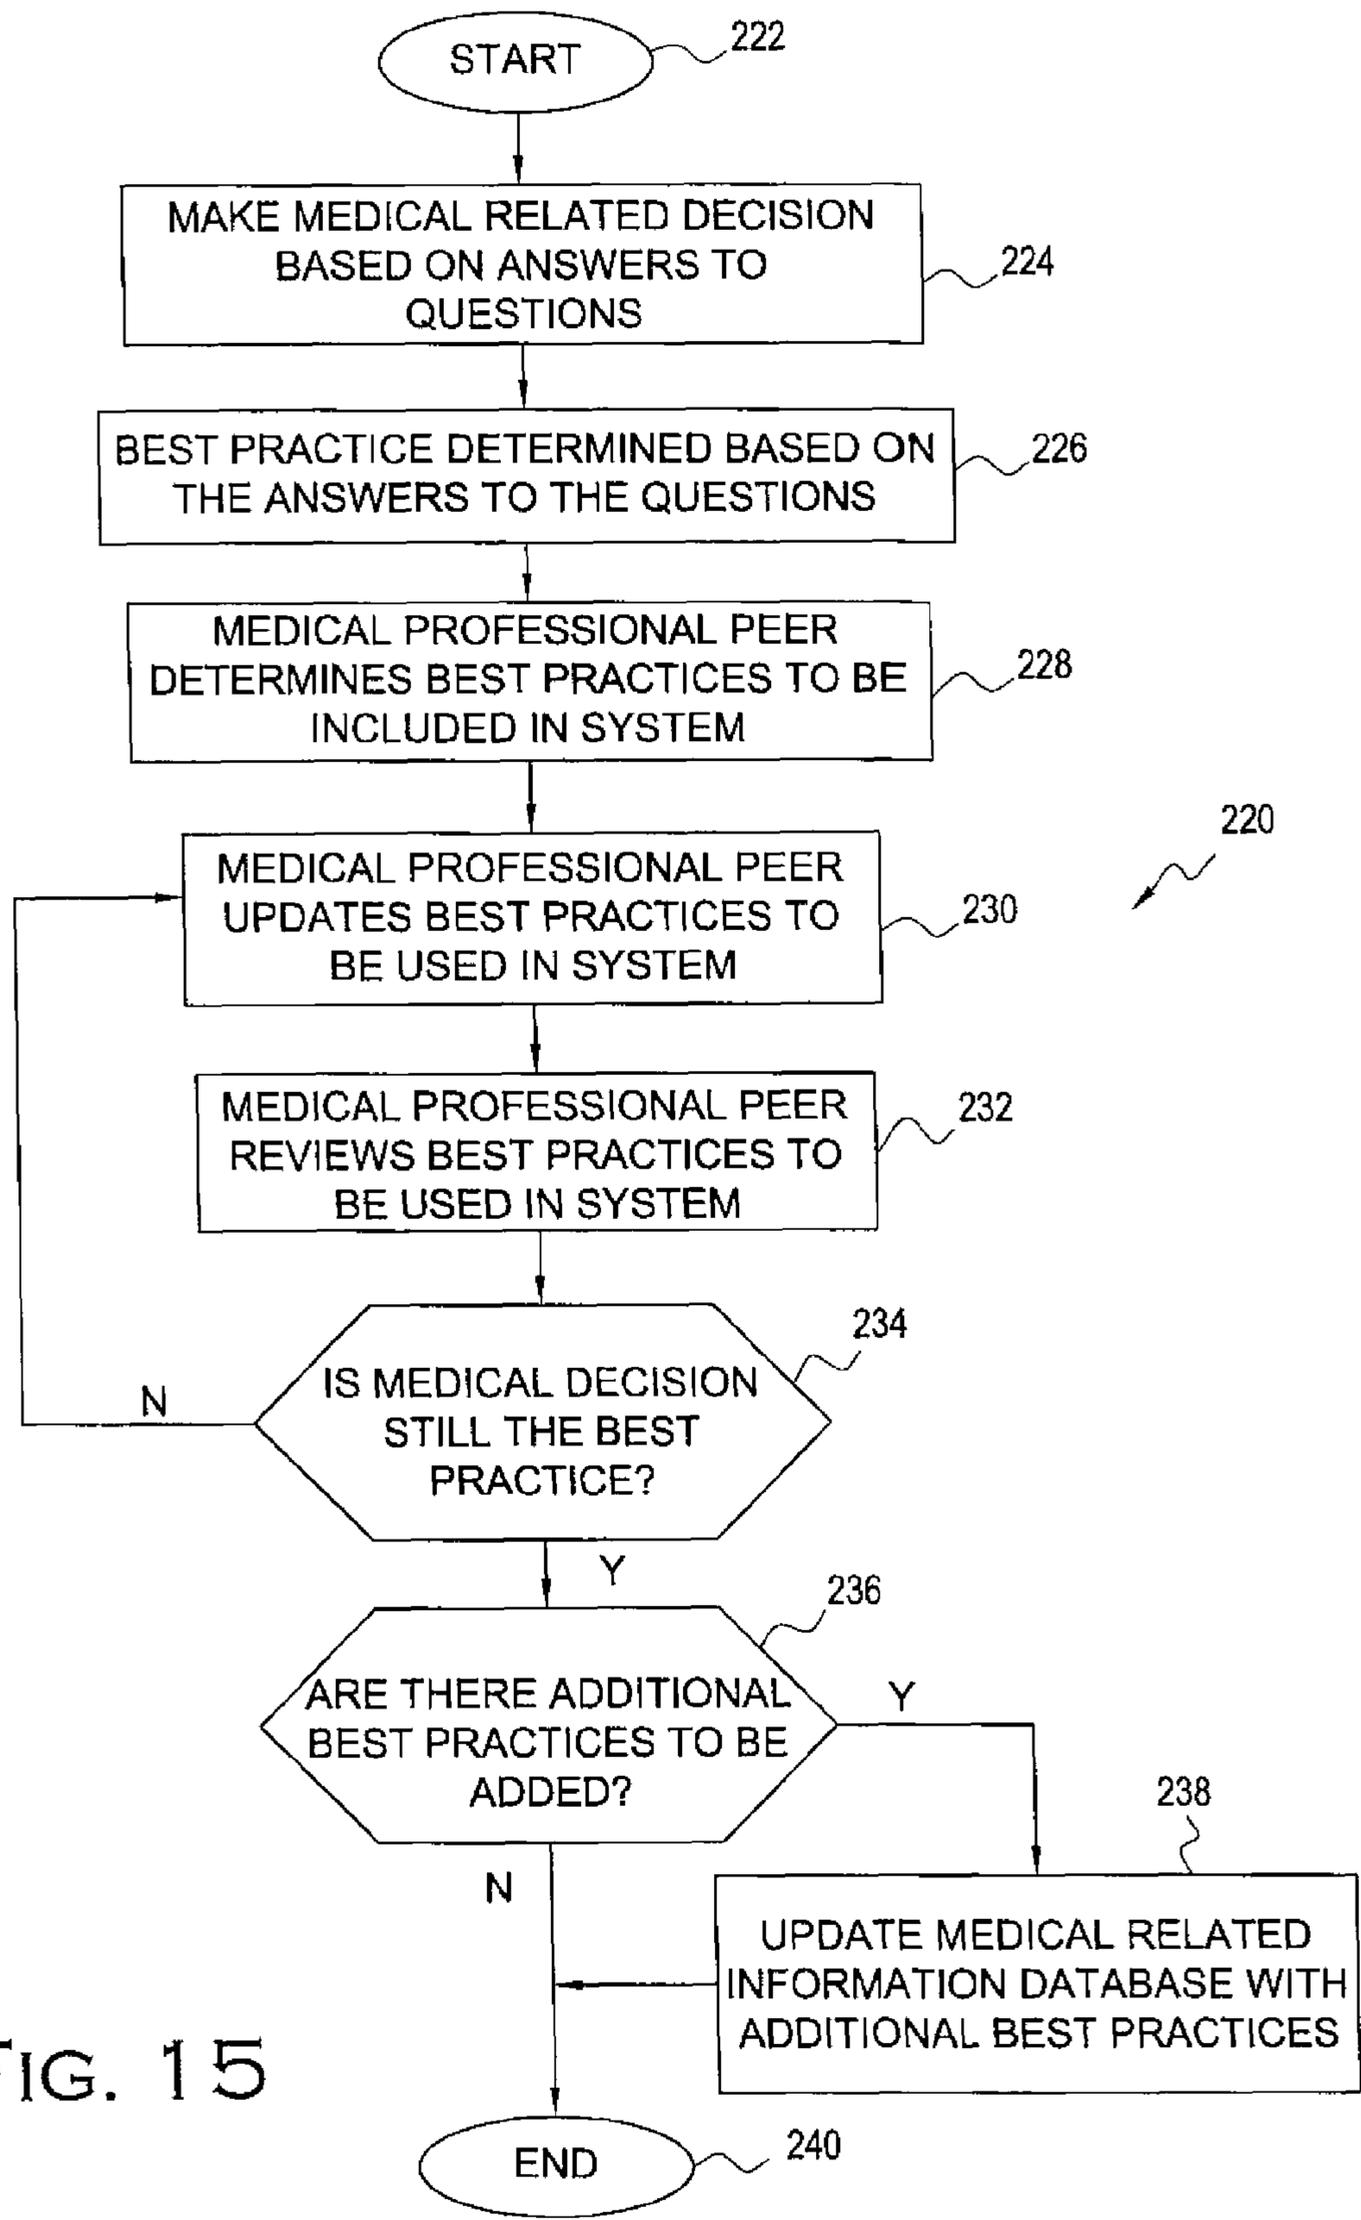 START
222
MAKE MEDICAL RELATED DECISION
BASED ON ANSWERS TO
QUESTIONS
224
BEST PRACTICE DETERMINED BASED ON
THE ANSWERS TO THE QUESTIONS
226
MEDICAL PROFESSIONAL PEER
DETERMINES BEST PRACTICES TO BE
INCLUDED IN SYSTEM
228
220
MEDICAL PROFESSIONAL PEER
UPDATES BEST PRACTICES TO
BE USED IN SYSTEM
230
MEDICAL PROFESSIONAL PEER
REVIEWS BEST PRACTICES TO
BE USED IN SYSTEM
232
IS MEDICAL DECISION
STILL THE BEST
PRACTICE?
234
N
Y
ARE THERE ADDITIONAL
BEST PRACTICES TO BE
ADDED?
236
Y
N
238
UPDATE MEDICAL RELATED
INFORMATION DATABASE WITH
ADDITIONAL BEST PRACTICES
FIG. 15
END
240